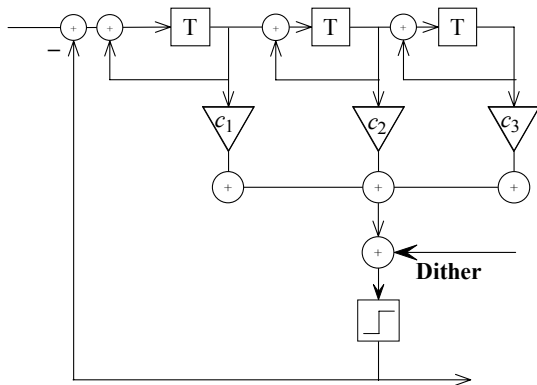 + + T + T + T
−
c1 c2 c3
+ + +
+
Dither